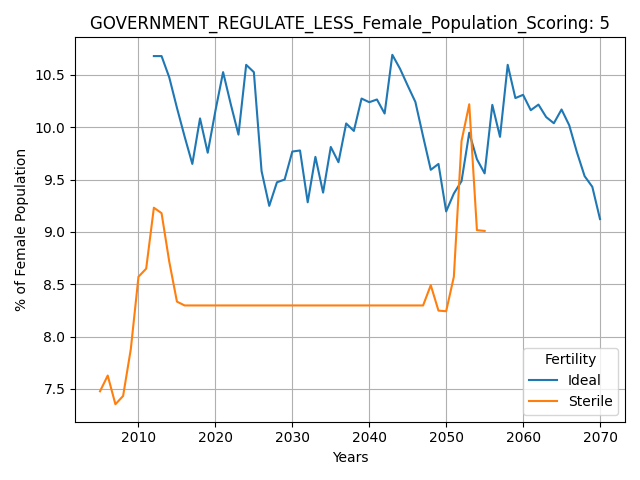 GOVERNMENT_REGULATE_LESS_Female_Population_Scoring: 5
% of Female Population
10.5
10.0
9.5
9.0
8.5
8.0
7.5
Fertility
Ideal
Sterile
2010 2020 2030 2040 2050 2060 2070
Years